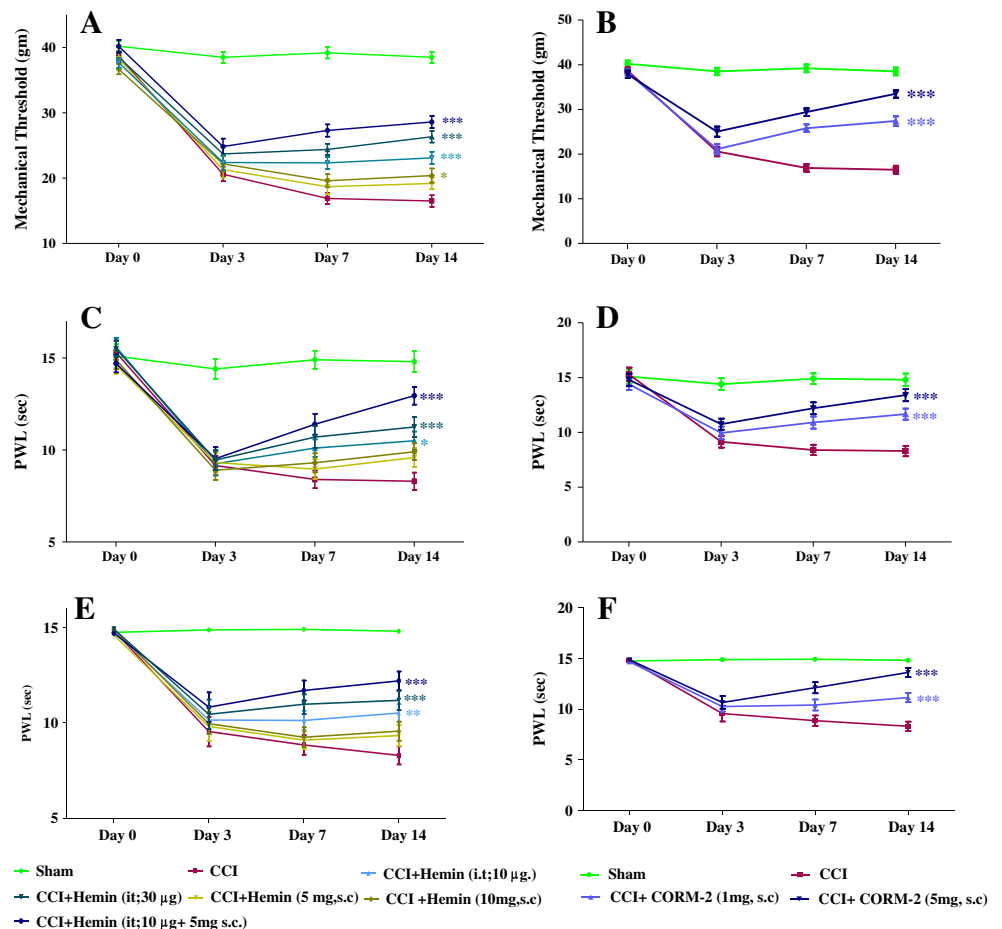 A
Mechanical Threshold (gm)
40
30
20
10
***
***
***
*
Day 0 Day 3 Day 7 Day 14
B
Mechanical Threshold (gm)
50
40
30
20
10
0
***
***
Day 0 Day 3 Day 7 Day 14
C
PWL (sec)
15
10
5
***
***
*
Day 0 Day 3 Day 7 Day 14
D
PWL (sec)
20
15
10
5
0
***
***
Day 0 Day 3 Day 7 Day 14
E
PWL (sec)
15
10
5
***
***
**
Day 0 Day 3 Day 7 Day 14
F
PWL (sec)
20
15
10
5
0
***
***
Day 0 Day 3 Day 7 Day 14
Sham CCI CCI+Hemin (i.t;10 µg.)
CCI+Hemin (it;30 µg) CCI+Hemin (5 mg,s.c) CCI +Hemin (10mg,s.c)
CCI+Hemin (it;10 µg+ 5mg s.c.)
Sham CCI
CCI+ CORM-2 (1mg, s.c) CCI+ CORM-2 (5mg, s.c)